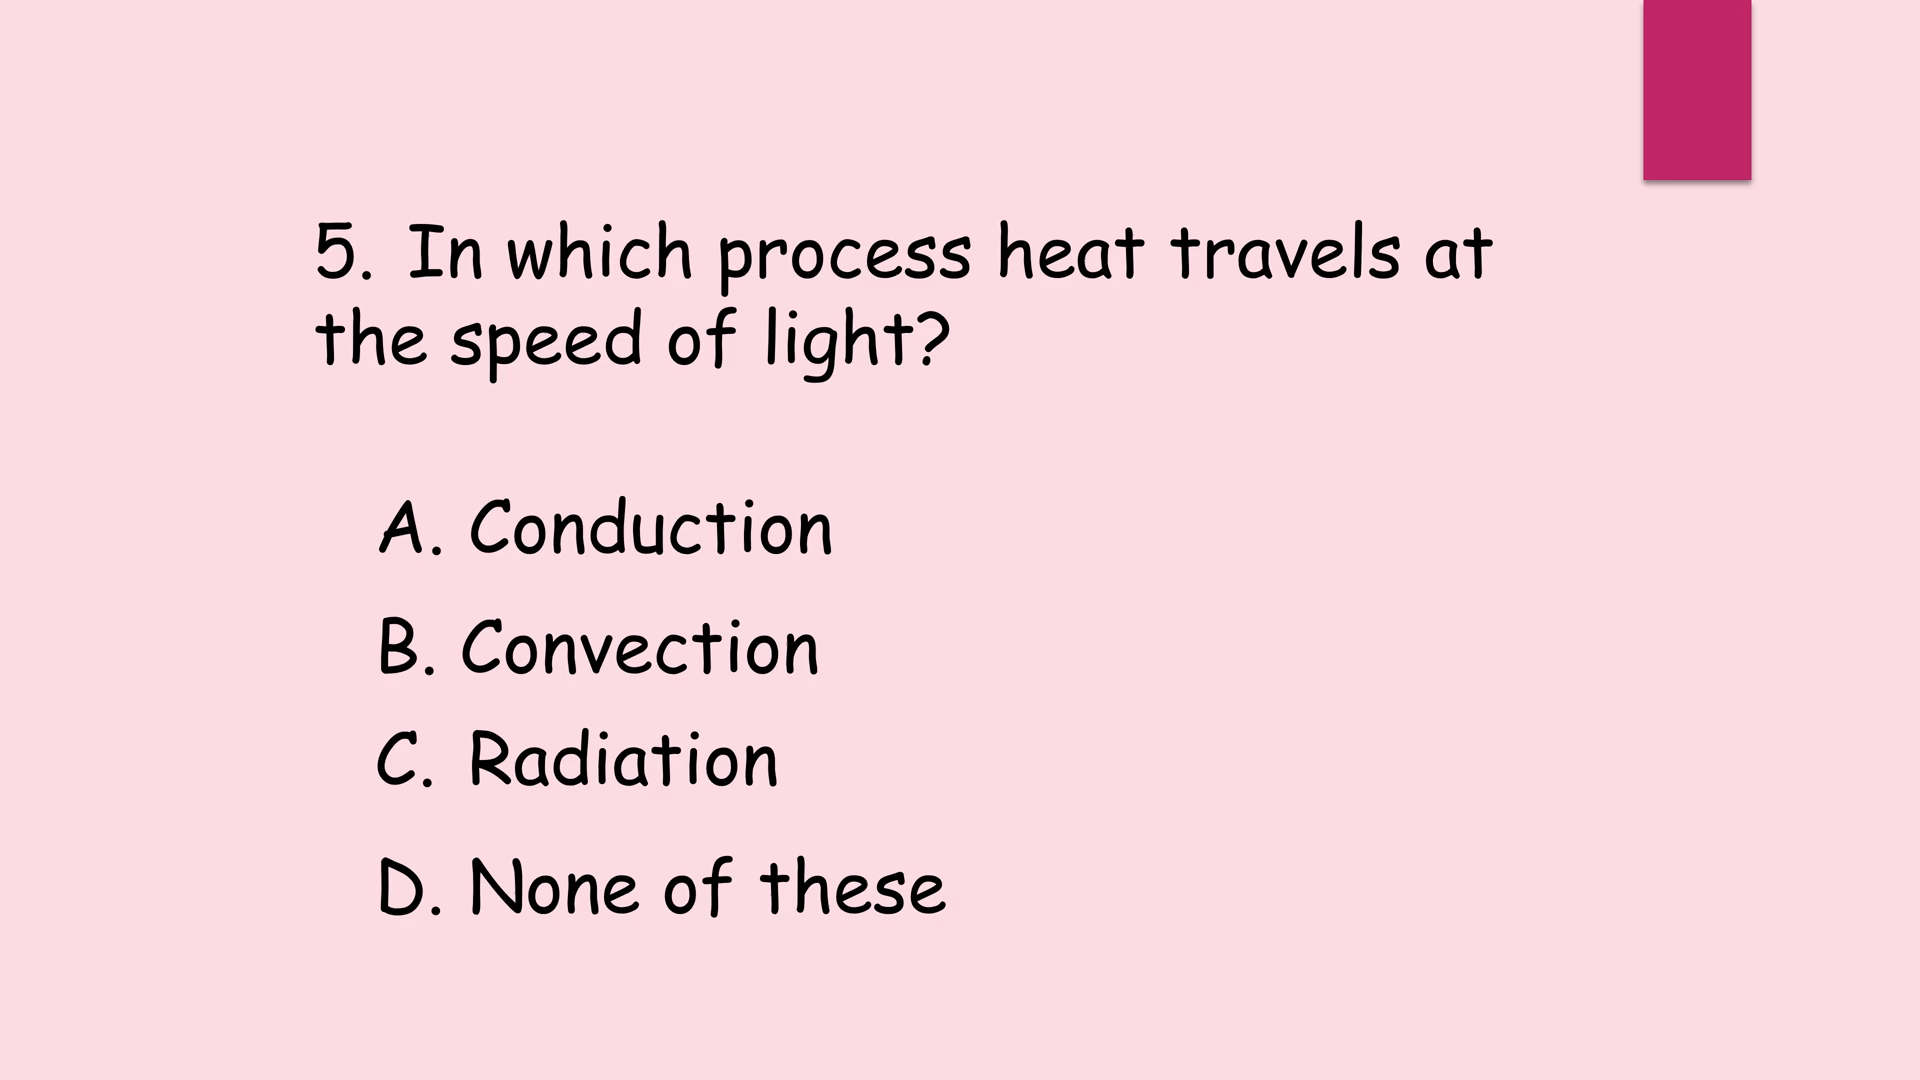 5. In which process heat travels at
the speed of light?
A. Conduction
B. Convection
C. Radiation
D. None of these